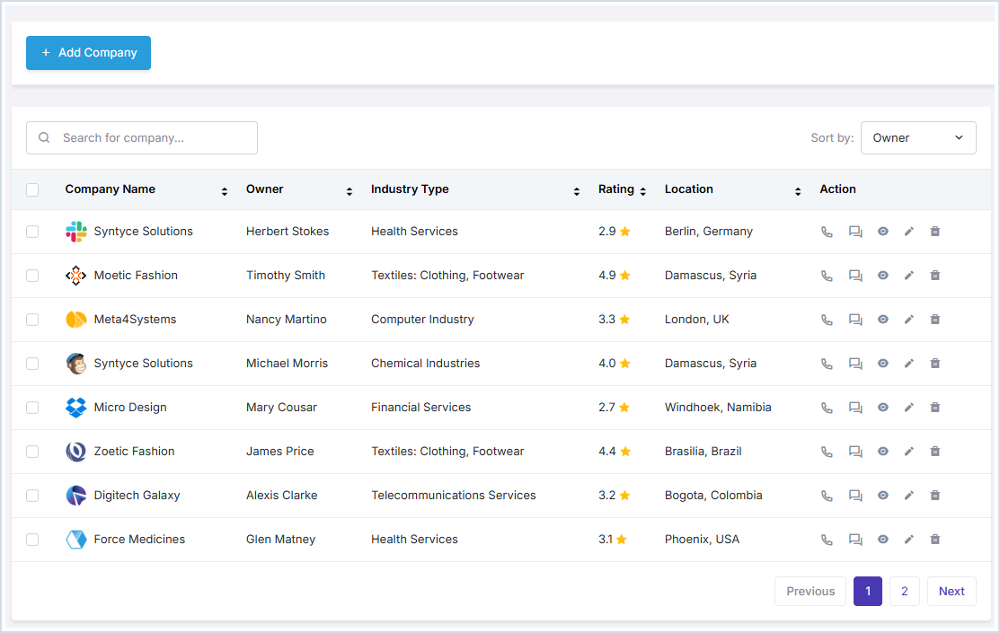 + Add Company
Search for company...
Sort by: Owner
Company Name Owner Industry Type Rating Location Action
Syntyce Solutions Herbert Stokes Health Services 2.9 Berlin, Germany
Moetic Fashion Timothy Smith Textiles: Clothing, Footwear 4.9 Damascus, Syria
Meta4Systems Nancy Martino Computer Industry 3.3 London, UK
Syntyce Solutions Michael Morris Chemical Industries 4.0 Damascus, Syria
Micro Design Mary Cousar Financial Services 2.7 Windhoek, Namibia
Zoetic Fashion James Price Textiles: Clothing, Footwear 4.4 Brasilia, Brazil
Digitech Galaxy Alexis Clarke Telecommunications Services 3.2 Bogota, Colombia
Force Medicines Glen Matney Health Services 3.1 Phoenix, USA
Previous 1 2 Next